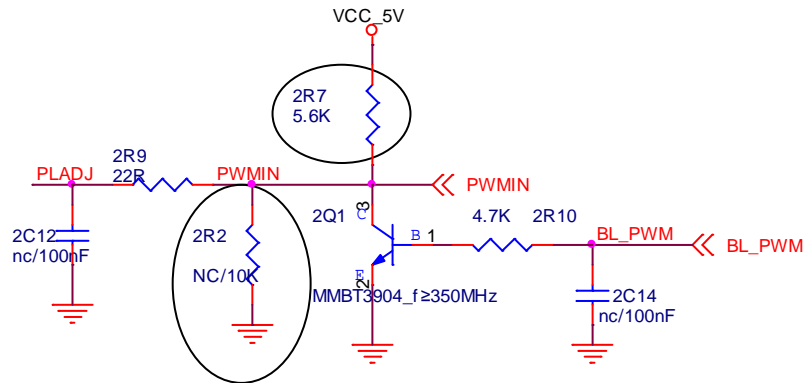 VCC_5V
2R7
5.6K
2R9
22R
PLADJ
PWMIN
PWMIN
2C12
nc/100nF
2R2
NC/10K
2Q1
C
3
B
1
E
2
MMBT3904_f≥350MHz
4.7K
2R10
BL_PWM
BL_PWM
2C14
nc/100nF